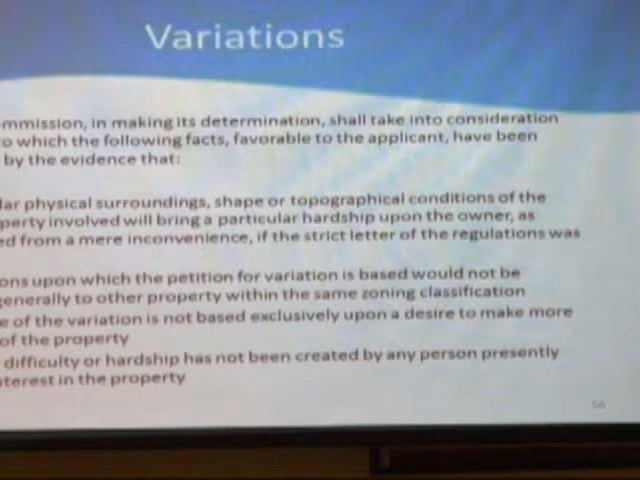 Variations
mmission, in making its determination, shall take into consideration
o which the following facts, favorable to the applicant, have been
by the evidence that:
lar physical surroundings, shape or topographical conditions of the
perty involved will bring a particular hardship upon the owner, as
ed from a mere inconvenience, if the strict letter of the regulations was
ons upon which the petition for variation is based would not be
generally to other property within the same zoning classification
e of the variation is not based exclusively upon a desire to make more
of the property
difficulty or hardship has not been created by any person presently
nterest in the property
56